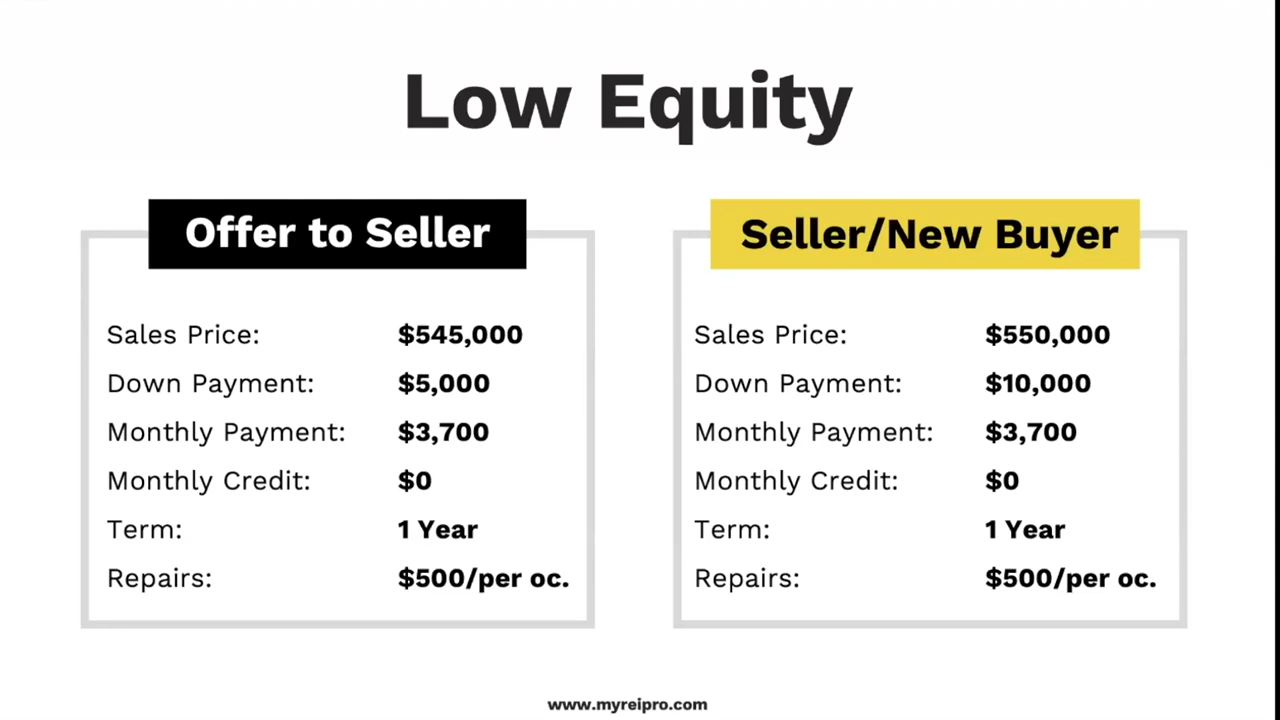 Low Equity
Offer to Seller
Sales Price: $545,000
Down Payment: $5,000
Monthly Payment: $3,700
Monthly Credit: $0
Term: 1 Year
Repairs: $500/per oc.
Seller/New Buyer
Sales Price: $550,000
Down Payment: $10,000
Monthly Payment: $3,700
Monthly Credit: $0
Term: 1 Year
Repairs: $500/per oc.
www.myreipro.com